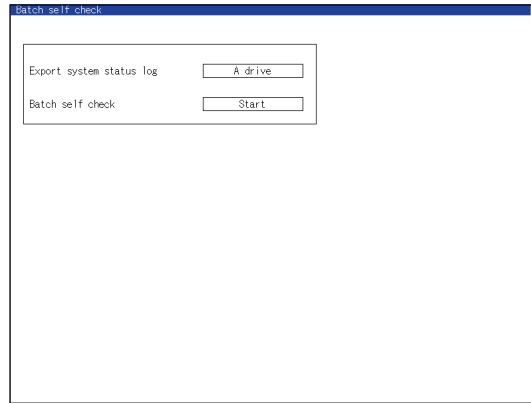 Batch self check
Export system status log A drive
Batch self check Start